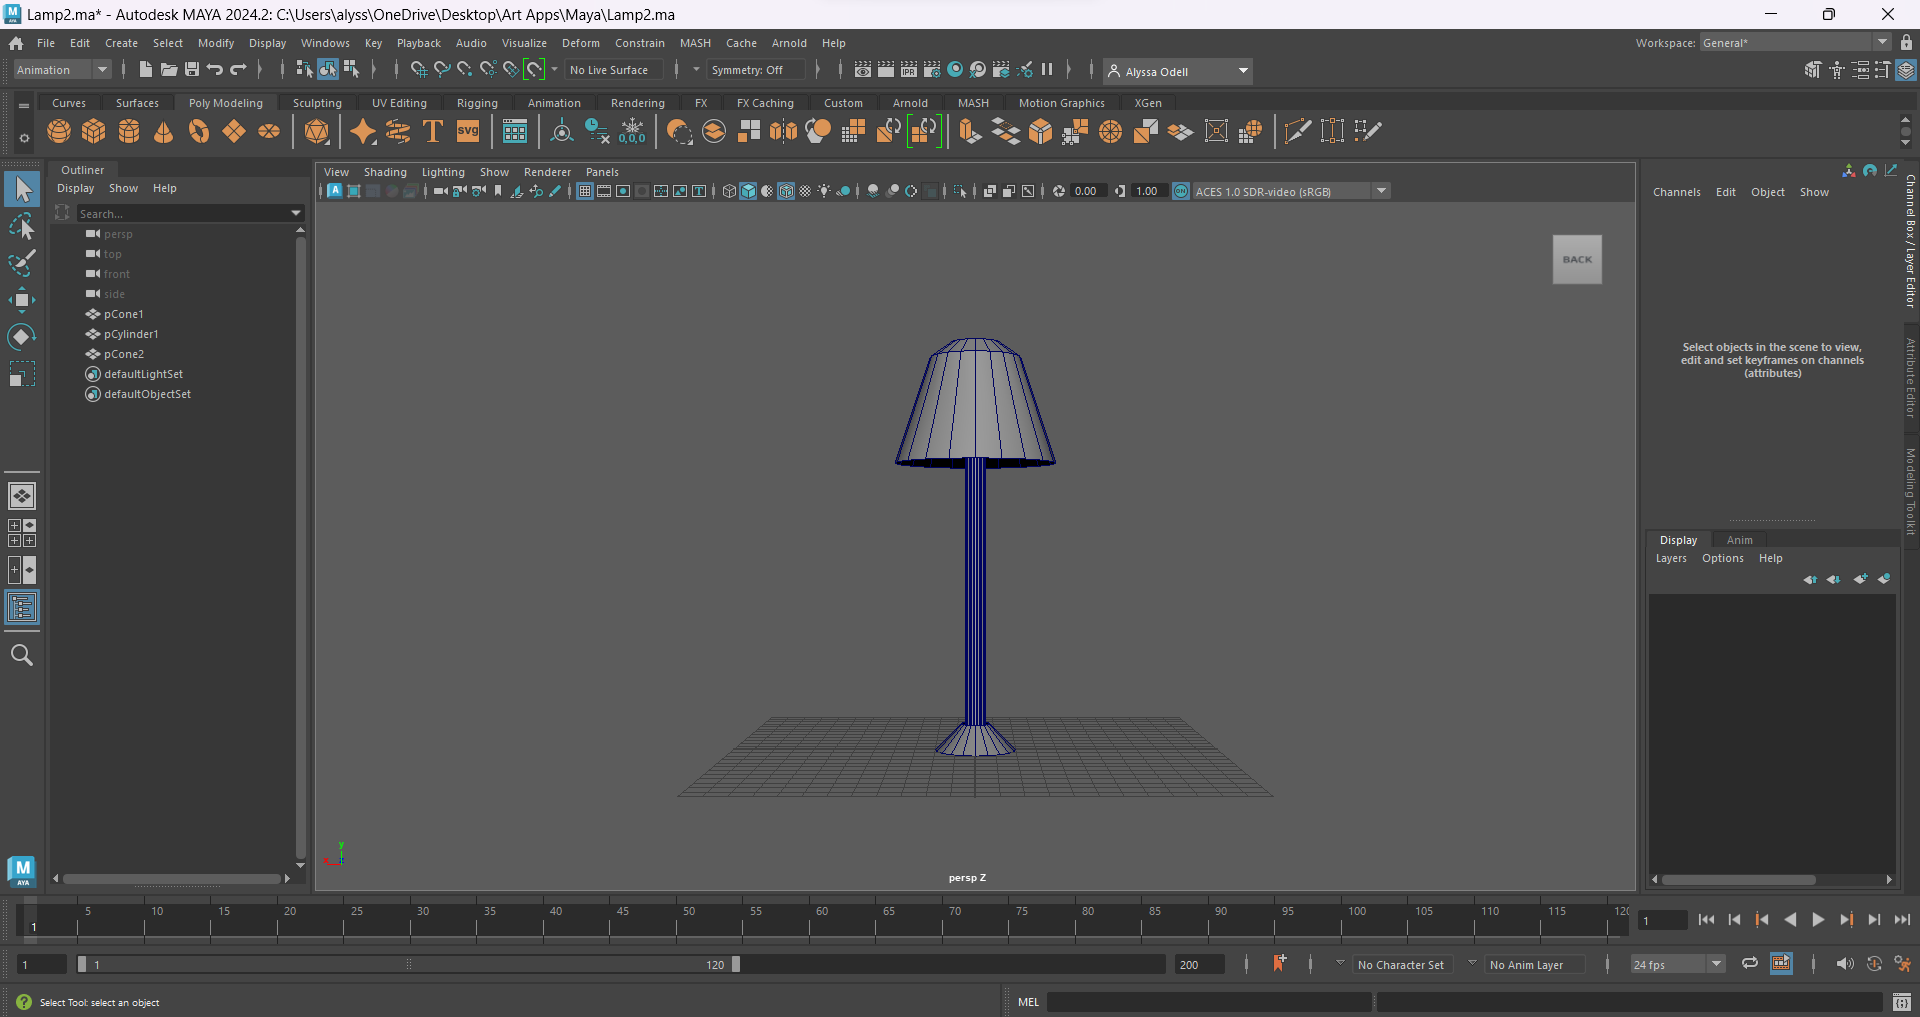 Lamp2.ma* - Autodesk MAYA 2024.2: C:\Users\alyss\OneDrive\Desktop\Art Apps\Maya\Lamp2.ma
File Edit Create Select Modify Display Windows Key Playback Audio Visualize Deform Constrain MASH Cache Arnold Help
Workspace: General*
Animation
No Live Surface
Symmetry: Off
IPR
Alyssa Odell
Curves Surfaces Poly Modeling Sculpting UV Editing Rigging Animation Rendering FX FX Caching Custom Arnold MASH Motion Graphics XGen
T
SVG
0,0,0
Outliner
Display Show Help
Search...
persp
top
front
side
pCone1
pCylinder1
pCone2
defaultLightSet
defaultObjectSet
View Shading Lighting Show Renderer Panels
0.00
1.00
ON
ACES 1.0 SDR-video (sRGB)
BACK
y
x
z
persp Z
Channels Edit Object Show
Select objects in the scene to view,
edit and set keyframes on channels
(attributes)
Channel Box / Layer Editor
Attribute Editor
Modeling Toolkit
Display Anim
Layers Options Help
M
AYA
5 10 15 20 25 30 35 40 45 50 55 60 65 70 75 80 85 90 95 100 105 110 115 120
1
1
1
1
120
200
No Character Set
No Anim Layer
24 fps
Select Tool: select an object
MEL